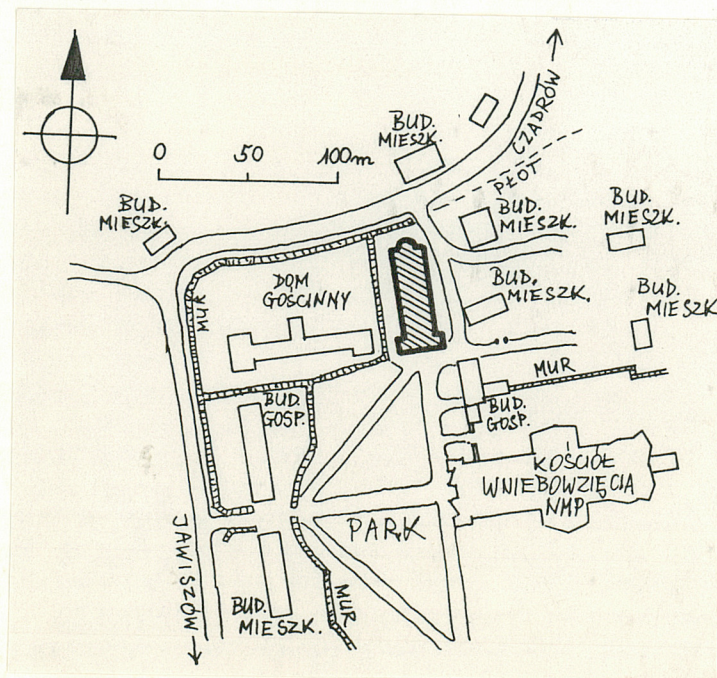 CZADRÓW
PŁOT
BUD.
MIESZK.
0 50 100m
BUD.
MIESZK.
BUD.
MIESZK.
BUD.
MIESZK.
DOM
GOŚCINNY
MUR
BUD.
MIESZK.
BUD.
MIESZK.
MUR
BUD.
GOSP.
BUD.
GOSP.
KOŚCIÓŁ
WNIEBOWZIĘCIA
NMP
PARK
JAWISZÓW
BUD.
MIESZK.
MUR